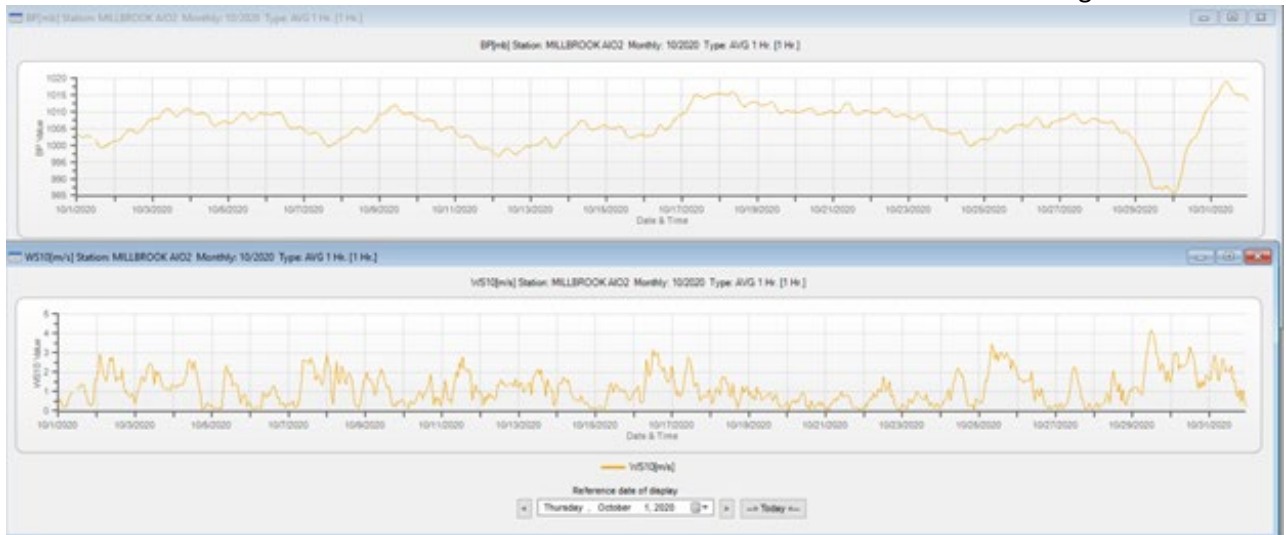 BP[mb] Station: MILLBROOK AIO2 Monthly: 10/2020 Type: AVG 1 Hr. [1 Hr.]
BP[mb] Station: MILLBROOK AIO2 Monthly: 10/2020 Type: AVG 1 Hr. [1 Hr.]
1020
1015
1010
1005
1000
995
990
985
BP Value
10/1/2020 10/3/2020 10/5/2020 10/7/2020 10/9/2020 10/11/2020 10/13/2020 10/15/2020 10/17/2020 10/19/2020 10/21/2020 10/23/2020 10/25/2020 10/27/2020 10/29/2020 10/31/2020
Date & Time
WS10[m/s] Station: MILLBROOK AIO2 Monthly: 10/2020 Type: AVG 1 Hr. [1 Hr.]
WS10[m/s] Station: MILLBROOK AIO2 Monthly: 10/2020 Type: AVG 1 Hr. [1 Hr.]
5
4
3
2
1
0
WS10 Value
10/1/2020 10/3/2020 10/5/2020 10/7/2020 10/9/2020 10/11/2020 10/13/2020 10/15/2020 10/17/2020 10/19/2020 10/21/2020 10/23/2020 10/25/2020 10/27/2020 10/29/2020 10/31/2020
Date & Time
WS10[m/s]
Reference date of display
< Thursday , October 1, 2020 > --> Today <--